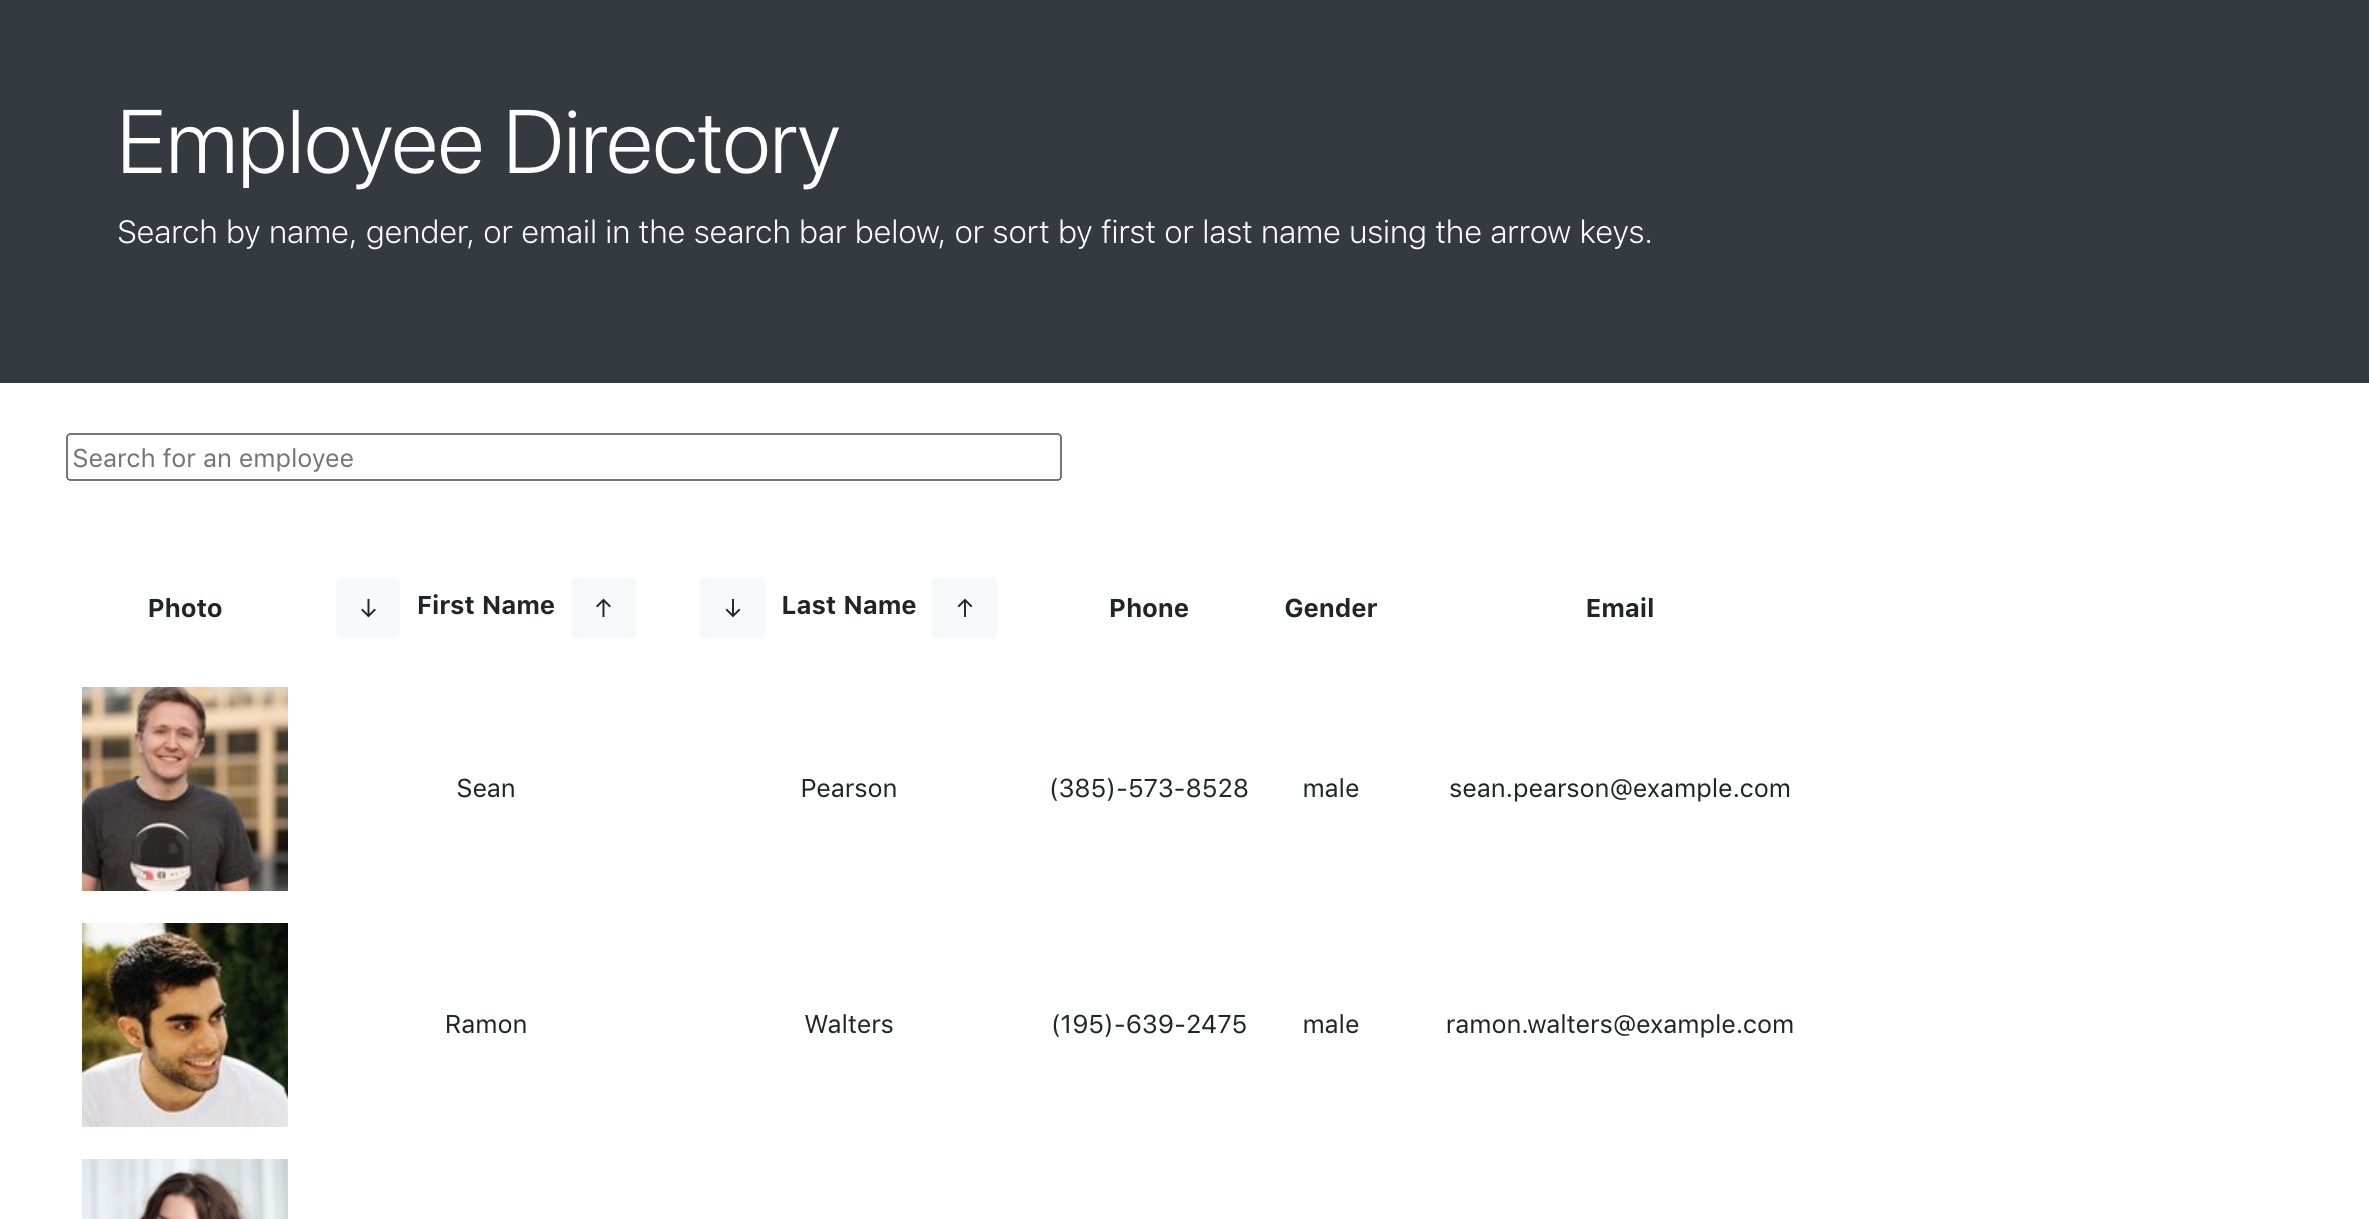 Employee Directory
Search by name, gender, or email in the search bar below, or sort by first or last name using the arrow keys.
Search for an employee
Photo ↓ First Name ↑ ↓ Last Name ↑ Phone Gender Email
Sean Pearson (385)-573-8528 male sean.pearson@example.com
Ramon Walters (195)-639-2475 male ramon.walters@example.com